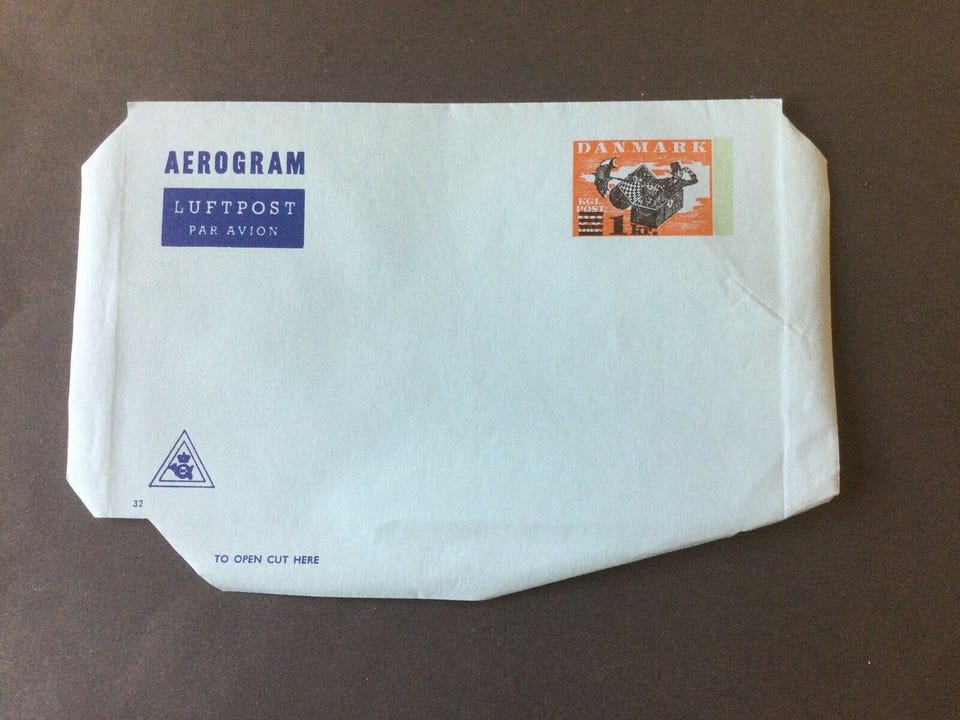 AEROGRAM
LUFTPOST
PAR AVION
DANMARK
KGL.
POST
1 kr.
32
TO OPEN CUT HERE